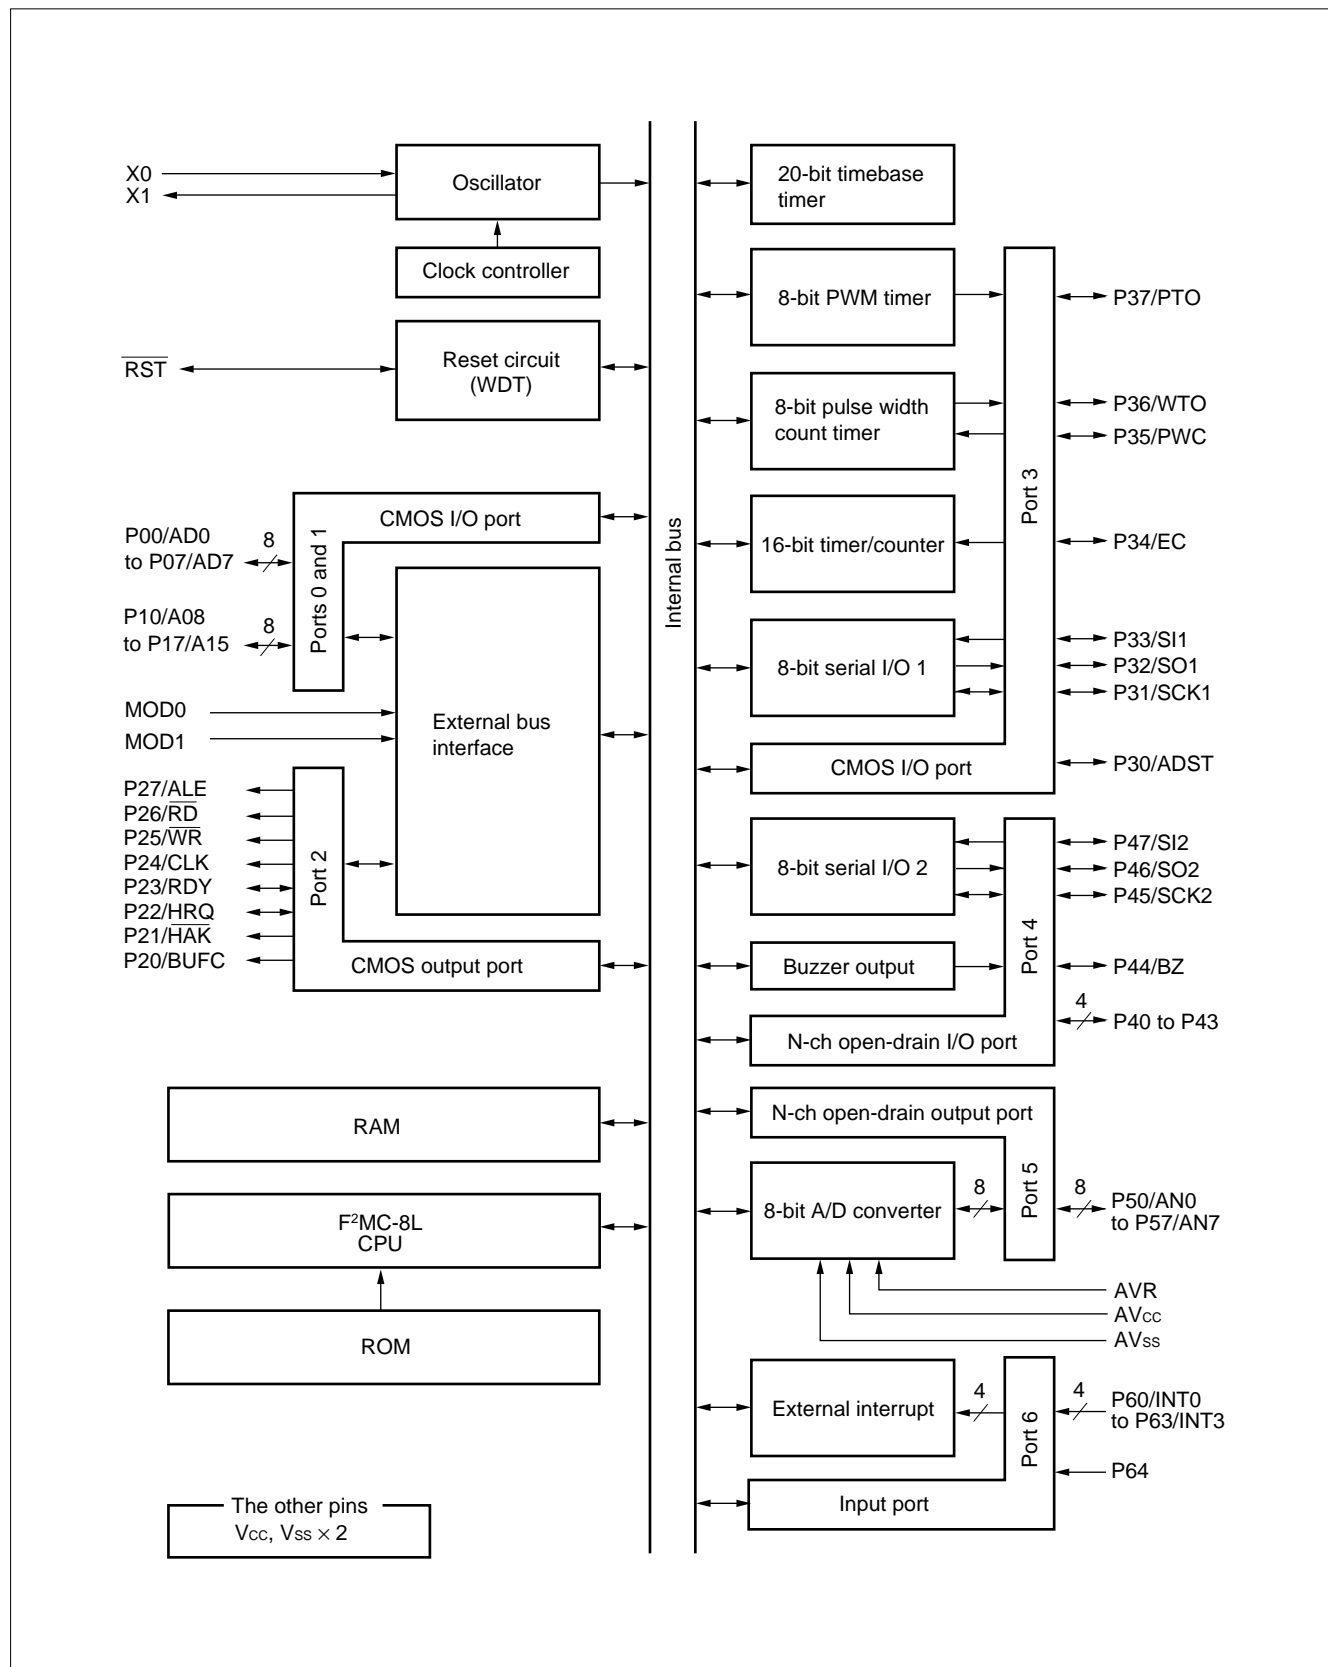 X0
X1
Oscillator
Clock controller
R̅S̅T̅
Reset circuit
(WDT)
CMOS I/O port
Ports 0 and 1
P00/AD0
to P07/AD7
8
P10/A08
to P17/A15
8
MOD0
MOD1
External bus
interface
P27/ALE
P26/R̅D̅
P25/W̅R̅
P24/CLK
P23/RDY
P22/HRQ
P21/H̅A̅K̅
P20/BUFC
Port 2
CMOS output port
RAM
F²MC-8L
CPU
ROM
The other pins
VCC, VSS × 2
Internal bus
20-bit timebase
timer
8-bit PWM timer
8-bit pulse width
count timer
16-bit timer/counter
8-bit serial I/O 1
CMOS I/O port
Port 3
P37/PTO
P36/WTO
P35/PWC
P34/EC
P33/SI1
P32/SO1
P31/SCK1
P30/ADST
8-bit serial I/O 2
Buzzer output
N-ch open-drain I/O port
Port 4
P47/SI2
P46/SO2
P45/SCK2
P44/BZ
4
P40 to P43
N-ch open-drain output port
8-bit A/D converter
8
Port 5
8
P50/AN0
to P57/AN7
AVR
AVCC
AVSS
External interrupt
4
Port 6
4
P60/INT0
to P63/INT3
P64
Input port